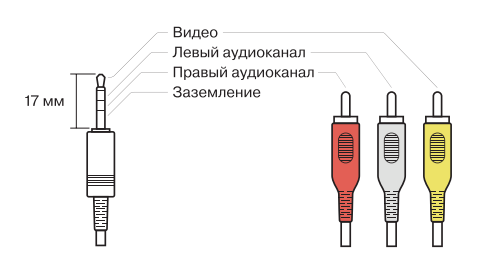 Видео
Левый аудиоканал
Правый аудиоканал
Заземление
17 мм